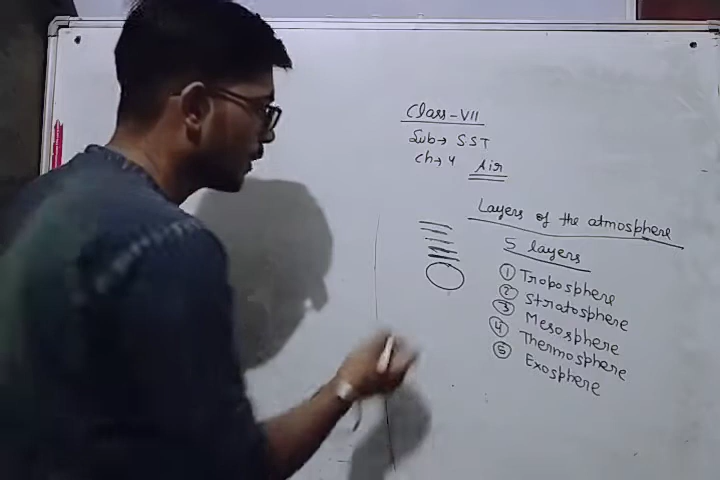 Class-VII
Sub→ SST
Ch→ 4 Air
Layers of the atmosphere
5 layers
① Troposphere
② Stratosphere
③ Mesosphere
④ Thermosphere
⑤ Exosphere